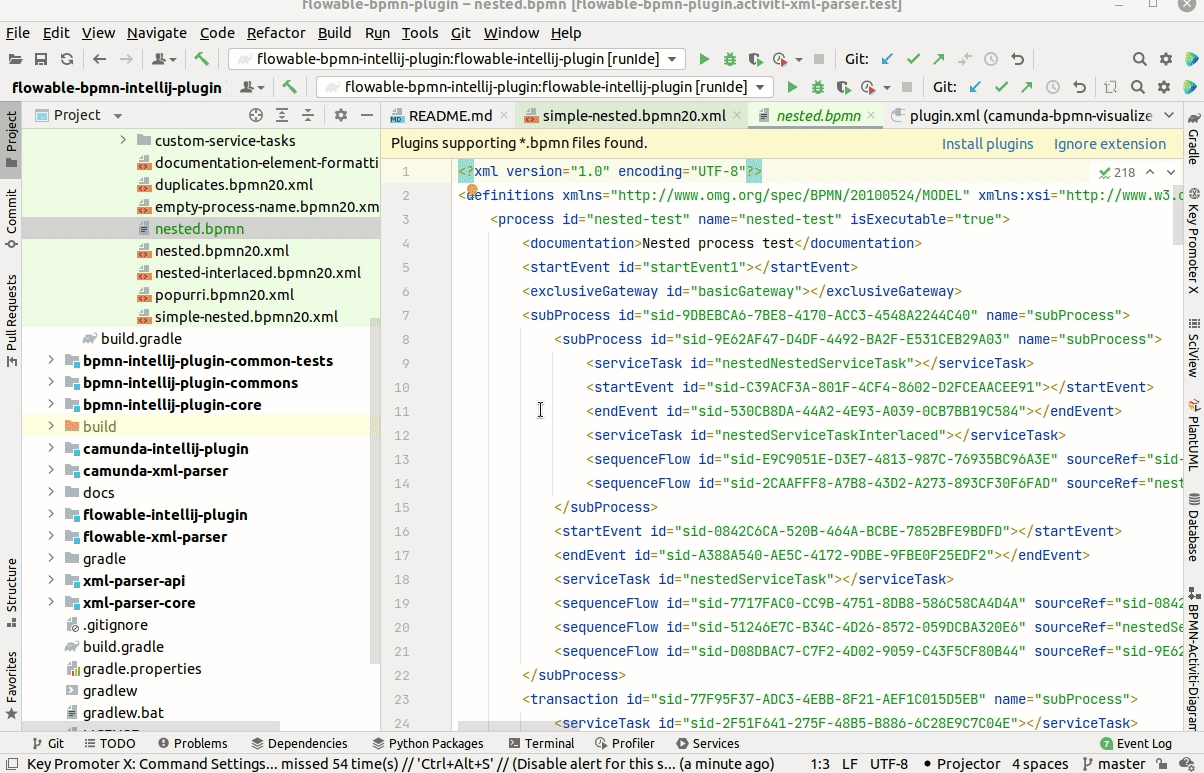 flowable-bpmn-plugin – nested.bpmn [flowable-bpmn-plugin.activiti-xml-parser.test]
File Edit View Navigate Code Refactor Build Run Tools Git Window Help
flowable-bpmn-intellij-plugin:flowable-intellij-plugin [runIde] Git:
flowable-bpmn-intellij-plugin flowable-bpmn-intellij-plugin:flowable-intellij-plugin [runIde] Git:
Project README.md simple-nested.bpmn20.xml nested.bpmn plugin.xml (camunda-bpmn-visualize
Plugins supporting *.bpmn files found. Install plugins Ignore extension
218
Project
Commit
Pull Requests
Structure
Favorites
custom-service-tasks
documentation-element-Formatti
duplicates.bpmn20.xml
empty-process-name.bpmn20.xm
nested.bpmn
nested.bpmn20.xml
nested-interlaced.bpmn20.xml
popurri.bpmn20.xml
simple-nested.bpmn20.xml
build.gradle
bpmn-intellij-plugin-common-tests
bpmn-intellij-plugin-commons
bpmn-intellij-plugin-core
build
camunda-intellij-plugin
camunda-xml-parser
docs
flowable-intellij-plugin
flowable-xml-parser
gradle
xml-parser-api
xml-parser-core
.gitignore
build.gradle
gradle.properties
gradlew
gradlew.bat
1 <?xml version="1.0" encoding="UTF-8"?>
2 <definitions xmlns="http://www.omg.org/spec/BPMN/20100524/MODEL" xmlns:xsi="http://www.w3.o
3 <process id="nested-test" name="nested-test" isExecutable="true">
4 <documentation>Nested process test</documentation>
5 <startEvent id="startEvent1"></startEvent>
6 <exclusiveGateway id="basicGateway"></exclusiveGateway>
7 <subProcess id="sid-9DBEBCA6-7BE8-4170-ACC3-4548A2244C40" name="subProcess">
8 <subProcess id="sid-9E62AF47-D4DF-4492-BA2F-E531CEB29A03" name="subProcess">
9 <serviceTask id="nestedNestedServiceTask"></serviceTask>
10 <startEvent id="sid-C39ACF3A-801F-4CF4-8602-D2FCEAACEE91"></startEvent>
11 <endEvent id="sid-530CB8DA-44A2-4E93-A039-0CB7BB19C584"></endEvent>
12 <serviceTask id="nestedServiceTaskInterlaced"></serviceTask>
13 <sequenceFlow id="sid-E9C9051E-D3E7-4813-987C-76935BC96A3E" sourceRef="sid-
14 <sequenceFlow id="sid-2CAAFFF8-A7B8-43D2-A273-893CF30F6FAD" sourceRef="nest
15 </subProcess>
16 <startEvent id="sid-0842C6CA-520B-464A-BCBE-7852BFE9BDFD"></startEvent>
17 <endEvent id="sid-A388A540-AE5C-4172-9DBE-9FBE0F25EDF2"></endEvent>
18 <serviceTask id="nestedServiceTask"></serviceTask>
19 <sequenceFlow id="sid-7717FAC0-CC9B-4751-8DB8-586C58CA4D4A" sourceRef="sid-0842
20 <sequenceFlow id="sid-51246E7C-B34C-4D26-8572-059DCBA320E6" sourceRef="nestedSe
21 <sequenceFlow id="sid-D08DBAC7-C7F2-4D02-9059-C43F5CF80B44" sourceRef="sid-9E62
22 </subProcess>
23 <transaction id="sid-77F95F37-ADC3-4EBB-8F21-AEF1C015D5EB" name="subProcess">
24 <serviceTask id="sid-2F51F641-275F-48B5-B886-6C28E9C7C04E"></serviceTask>
Gradle
Key Promoter X
SciView
PlantUML
Database
BPMN-Activiti-Diagram
Git TODO Problems Dependencies Python Packages Terminal Profiler Services 7 Event Log
Key Promoter X: Command Settings... missed 54 time(s) // 'Ctrl+Alt+S' // (Disable alert for this s... (a minute ago) 1:3 LF UTF-8 Projector 4 spaces master